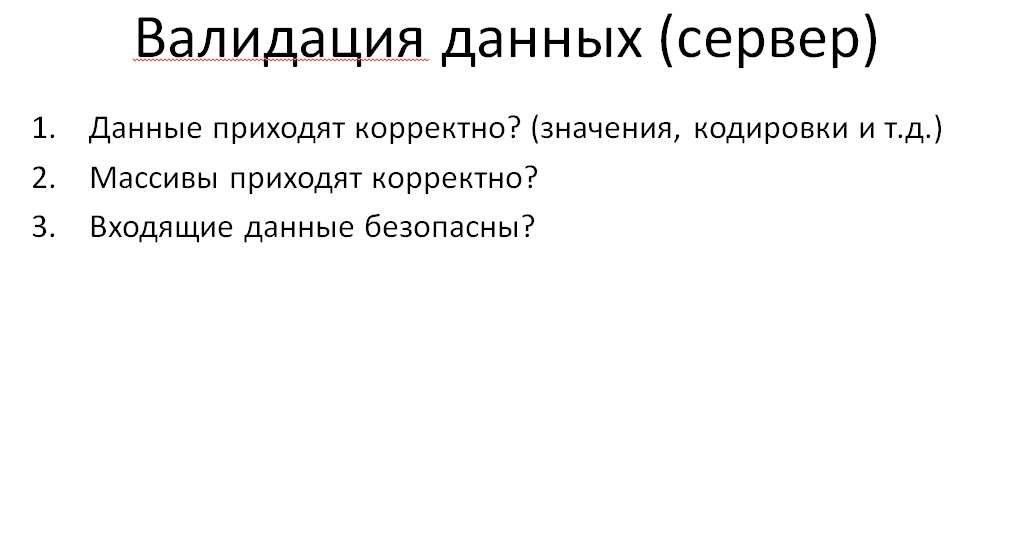 Валидация данных (сервер)
1. Данные приходят корректно? (значения, кодировки и т.д.)
2. Массивы приходят корректно?
3. Входящие данные безопасны?